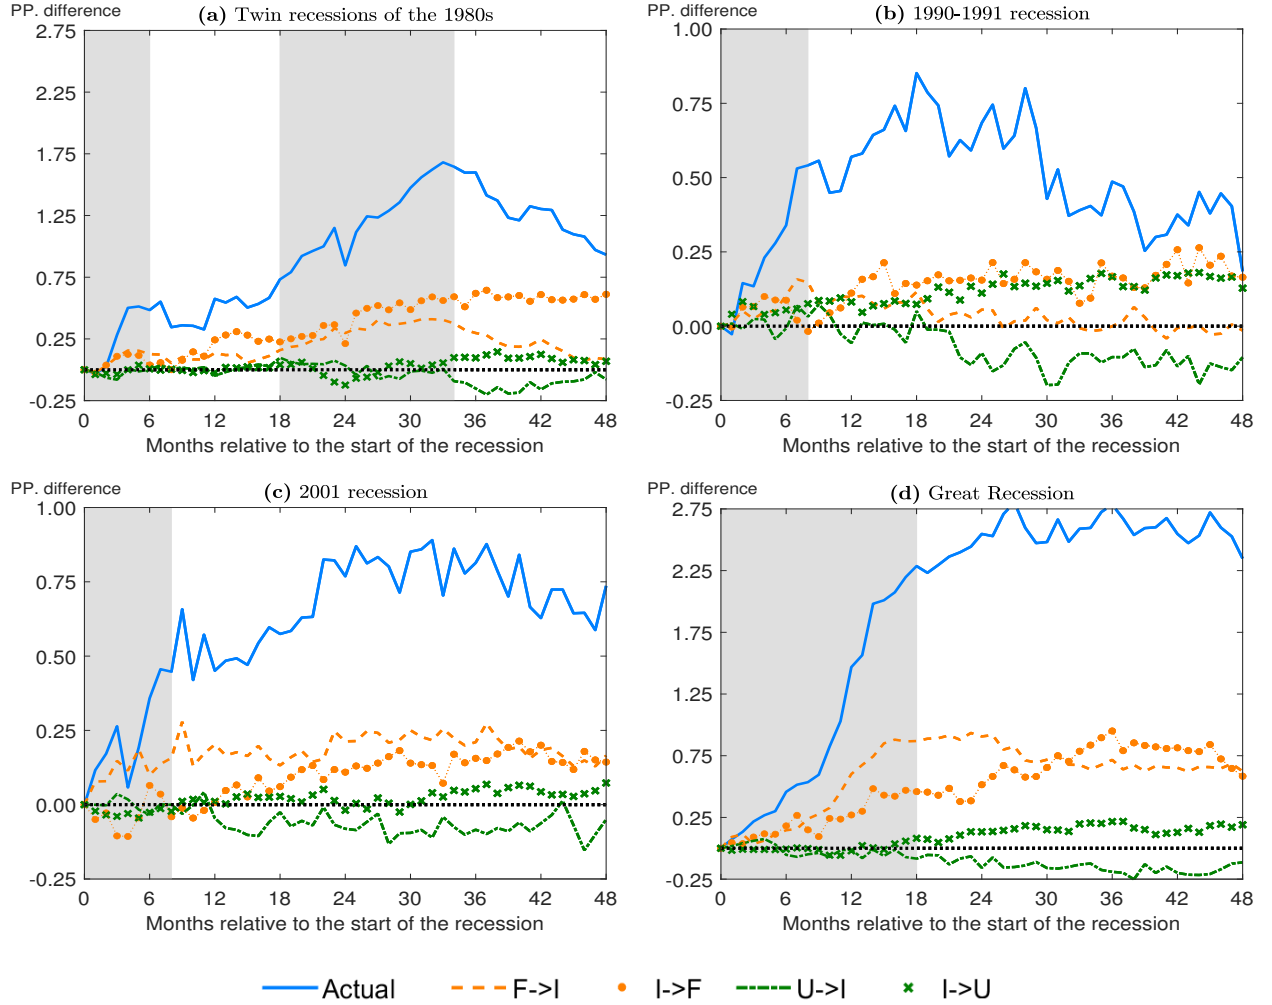 PP. difference
(a) Twin recessions of the 1980s
2.75
2.25
1.75
1.25
0.75
0.25
-0.25
0 6 12 18 24 30 36 42 48
Months relative to the start of the recession
PP. difference
(b) 1990-1991 recession
1.00
0.75
0.50
0.25
0.00
-0.25
0 6 12 18 24 30 36 42 48
Months relative to the start of the recession
PP. difference
(c) 2001 recession
1.00
0.75
0.50
0.25
0.00
-0.25
0 6 12 18 24 30 36 42 48
Months relative to the start of the recession
PP. difference
(d) Great Recession
2.75
2.25
1.75
1.25
0.75
0.25
-0.25
0 6 12 18 24 30 36 42 48
Months relative to the start of the recession
Actual F->I I->F U->I I->U